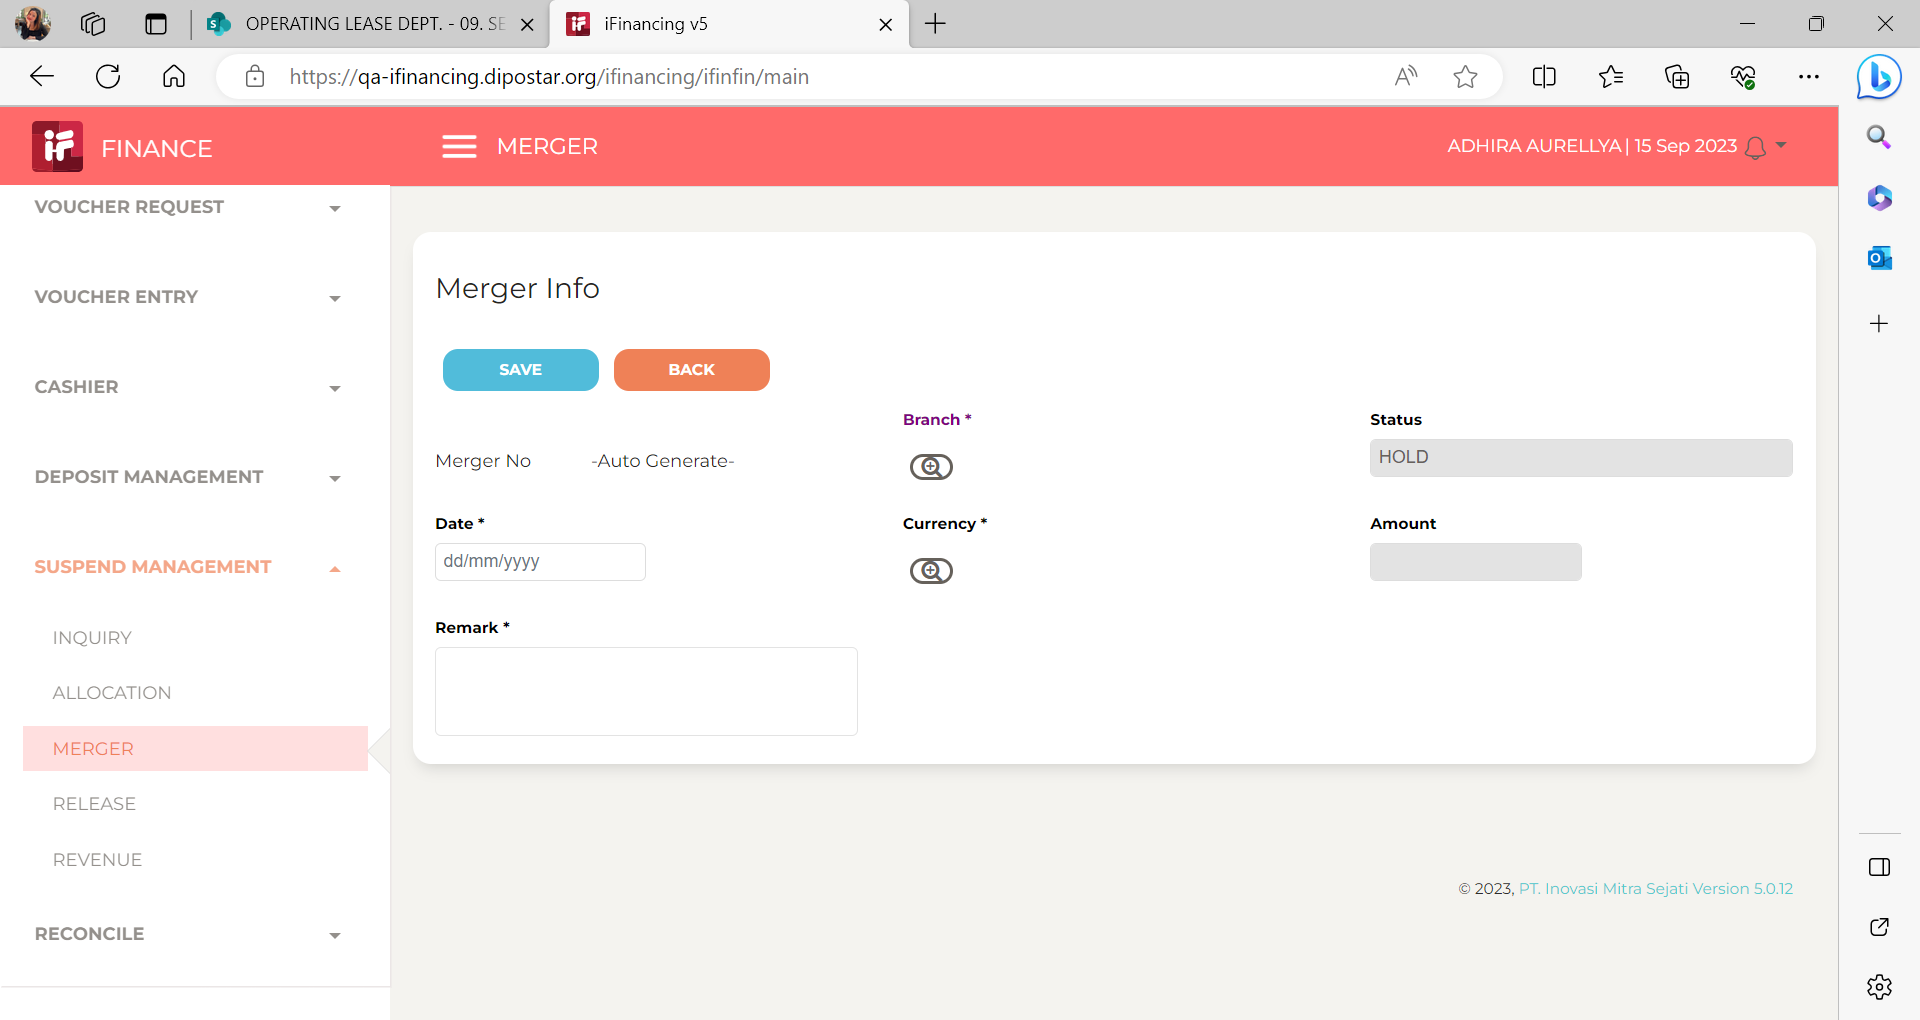 OPERATING LEASE DEPT. - 09. SE
iFinancing v5
https://qa-ifinancing.dipostar.org/ifinancing/ifinfin/main
iF FINANCE
MERGER
ADHIRA AURELLYA | 15 Sep 2023
VOUCHER REQUEST
VOUCHER ENTRY
CASHIER
DEPOSIT MANAGEMENT
SUSPEND MANAGEMENT
INQUIRY
ALLOCATION
MERGER
RELEASE
REVENUE
RECONCILE
Merger Info
SAVE BACK
Merger No -Auto Generate-
Branch *
Status
HOLD
Date *
dd/mm/yyyy
Currency *
Amount
Remark *
© 2023, PT. Inovasi Mitra Sejati Version 5.0.12